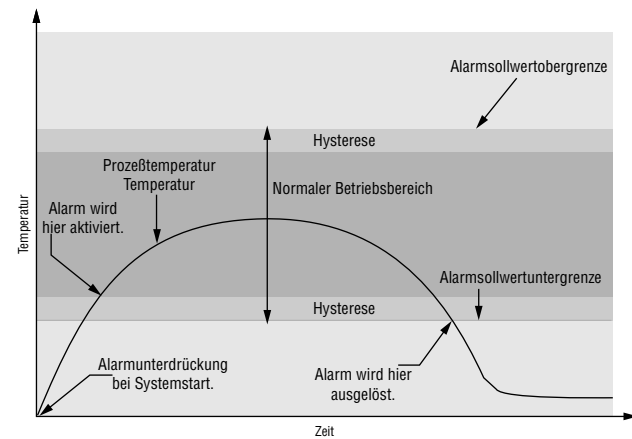 Alarmsollwertobergrenze
Hysterese
Prozeßtemperatur
Temperatur
Normaler Betriebsbereich
Alarm wird
hier aktiviert.
Temperatur
Alarmsollwertuntergrenze
Hysterese
Alarmunterdrückung
bei Systemstart.
Alarm wird hier
ausgelöst.
Zeit